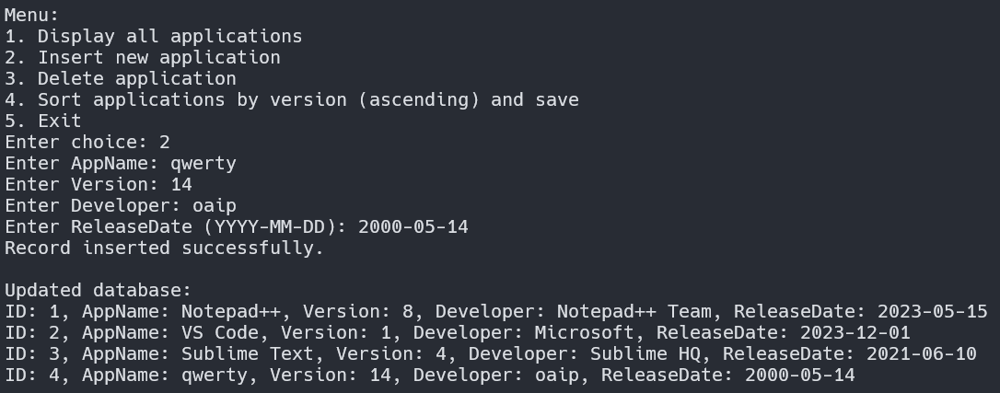 Menu:
1. Display all applications
2. Insert new application
3. Delete application
4. Sort applications by version (ascending) and save
5. Exit
Enter choice: 2
Enter AppName: qwerty
Enter Version: 14
Enter Developer: oaip
Enter ReleaseDate (YYYY-MM-DD): 2000-05-14
Record inserted successfully.

Updated database:
ID: 1, AppName: Notepad++, Version: 8, Developer: Notepad++ Team, ReleaseDate: 2023-05-15
ID: 2, AppName: VS Code, Version: 1, Developer: Microsoft, ReleaseDate: 2023-12-01
ID: 3, AppName: Sublime Text, Version: 4, Developer: Sublime HQ, ReleaseDate: 2021-06-10
ID: 4, AppName: qwerty, Version: 14, Developer: oaip, ReleaseDate: 2000-05-14